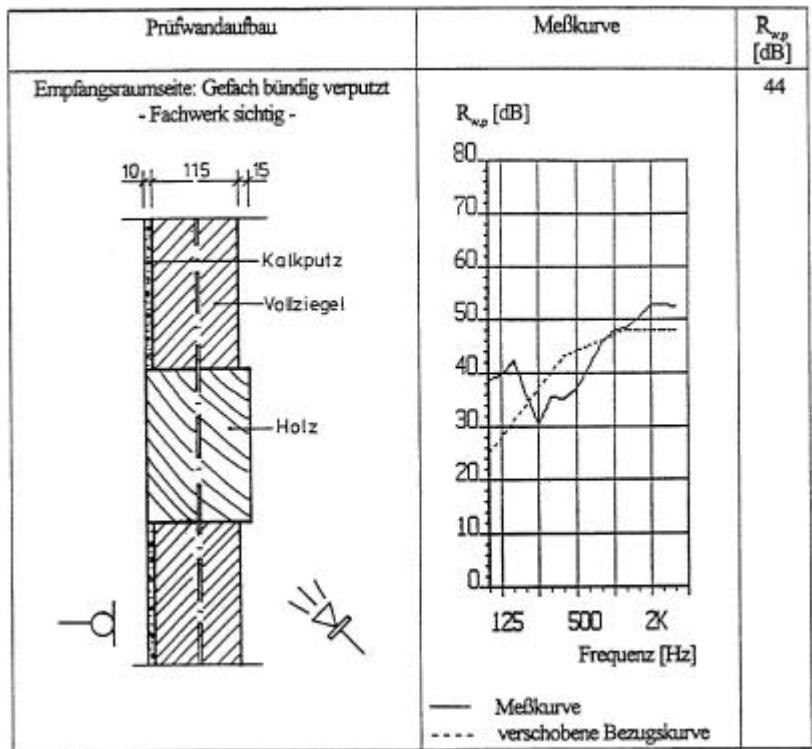 Prüfwandaufbau
Meßkurve
R_w,p
[dB]
Empfangsraumseite: Gefach bündig verputzt
- Fachwerk sichtig -
44
10 115 15
Kalkputz
Vollziegel
Holz
R_w,p [dB]
80
70
60
50
40
30
20
10
0
125 500 2K
Frequenz [Hz]
Meßkurve
verschobene Bezugskurve